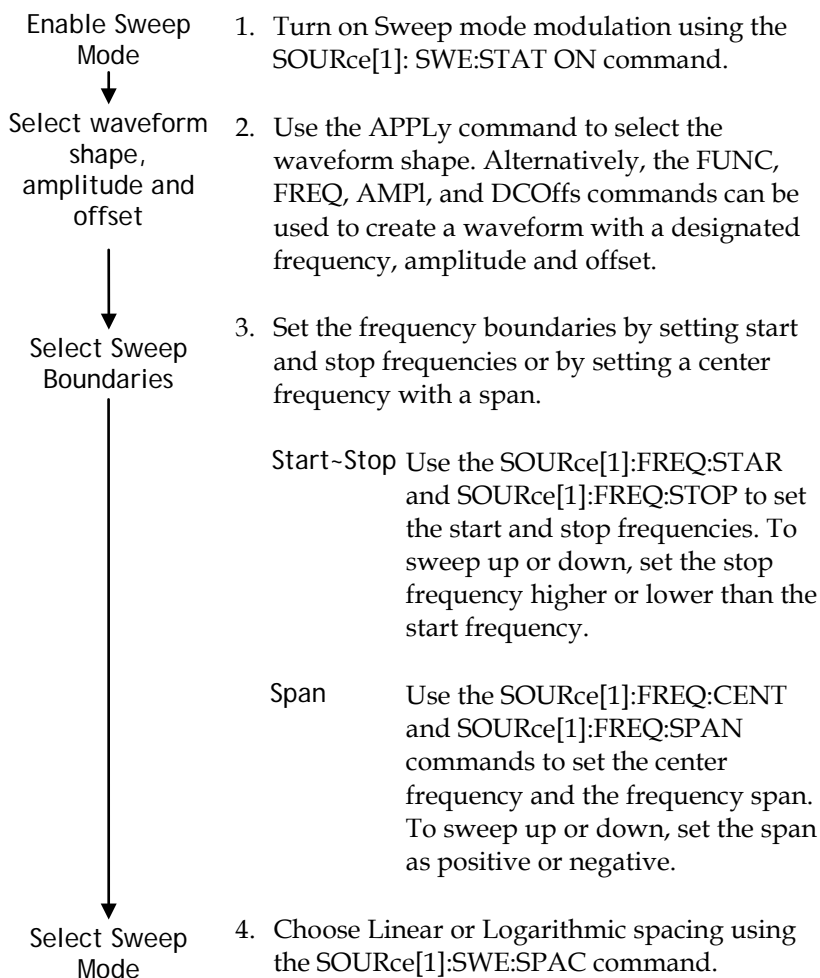 Enable Sweep
Mode
1. Turn on Sweep mode modulation using the
SOURce[1]: SWE:STAT ON command.
Select waveform
shape,
amplitude and
offset
2. Use the APPLy command to select the
waveform shape. Alternatively, the FUNC,
FREQ, AMPl, and DCOffs commands can be
used to create a waveform with a designated
frequency, amplitude and offset.
Select Sweep
Boundaries
3. Set the frequency boundaries by setting start
and stop frequencies or by setting a center
frequency with a span.
Start~Stop Use the SOURce[1]:FREQ:STAR
and SOURce[1]:FREQ:STOP to set
the start and stop frequencies. To
sweep up or down, set the stop
frequency higher or lower than the
start frequency.
Span Use the SOURce[1]:FREQ:CENT
and SOURce[1]:FREQ:SPAN
commands to set the center
frequency and the frequency span.
To sweep up or down, set the span
as positive or negative.
Select Sweep
Mode
4. Choose Linear or Logarithmic spacing using
the SOURce[1]:SWE:SPAC command.